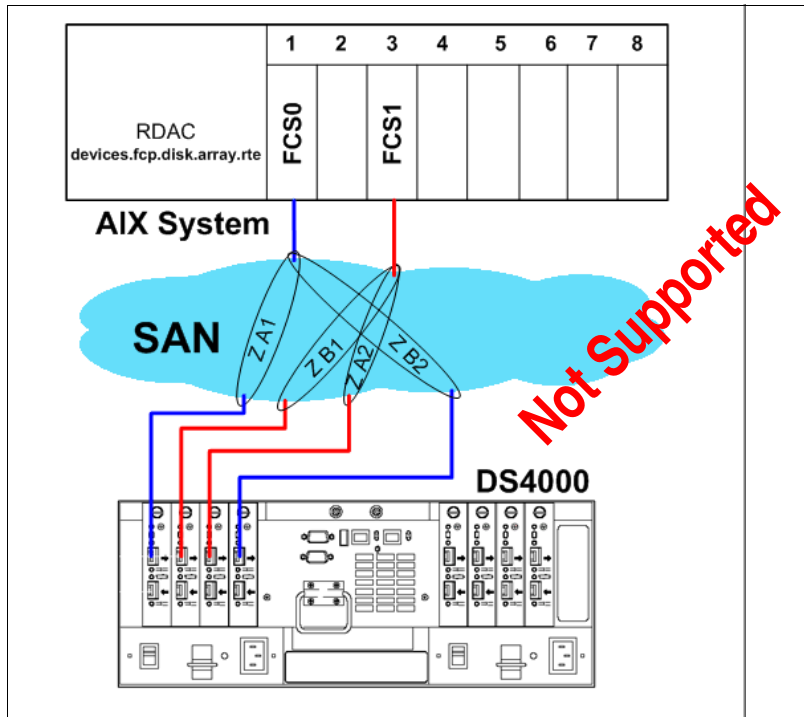 1 2 3 4 5 6 7 8
RDAC
devices.fcp.disk.array.rte
FCS0
FCS1
AIX System
Not Supported
SAN
Z A1
Z B1
Z A2
Z B2
DS4000